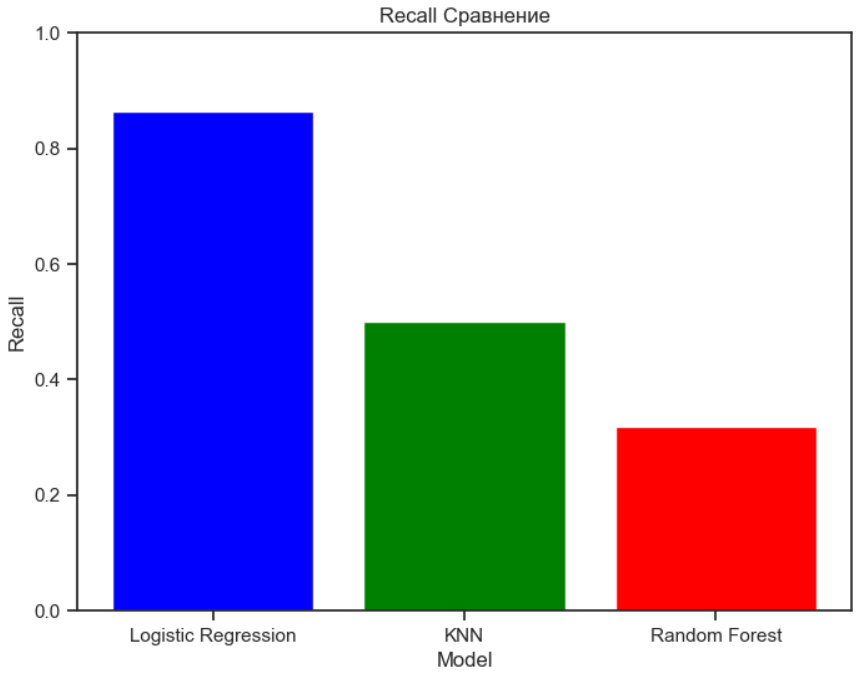 Recall Сравнение
1.0
0.8
0.6
0.4
0.2
0.0
Recall
Logistic Regression KNN Random Forest
Model